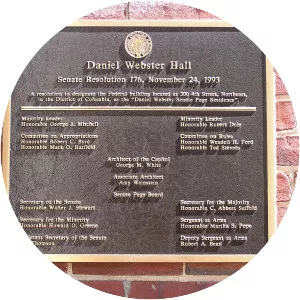 Daniel Webster Hall
Senate Resolution 176, November 24, 1993
A resolution to designate the Federal building located at 300 4th Street, Northeast,
in the District of Columbia, as the "Daniel Webster Senate Page Residence".
Majority Leader
Honorable George J. Mitchell
Minority Leader
Honorable Robert Dole
Committee on Appropriations
Honorable Robert C. Byrd
Honorable Mark O. Hatfield
Committee on Rules
Honorable Wendell H. Ford
Honorable Ted Stevens
Architect of the Capitol
George M. White
Associate Architect
Amy Weinstein
Senate Page Board
Secretary of the Senate
Honorable Walter J. Stewart
Secretary for the Majority
Honorable C. Abbott Saffold
Secretary for the Minority
Honorable Howard O. Greene
Sergeant at Arms
Honorable Martha S. Pope
Secretary of the Senate
Thomson
Deputy Sergeant at Arms
Robert A. Bean